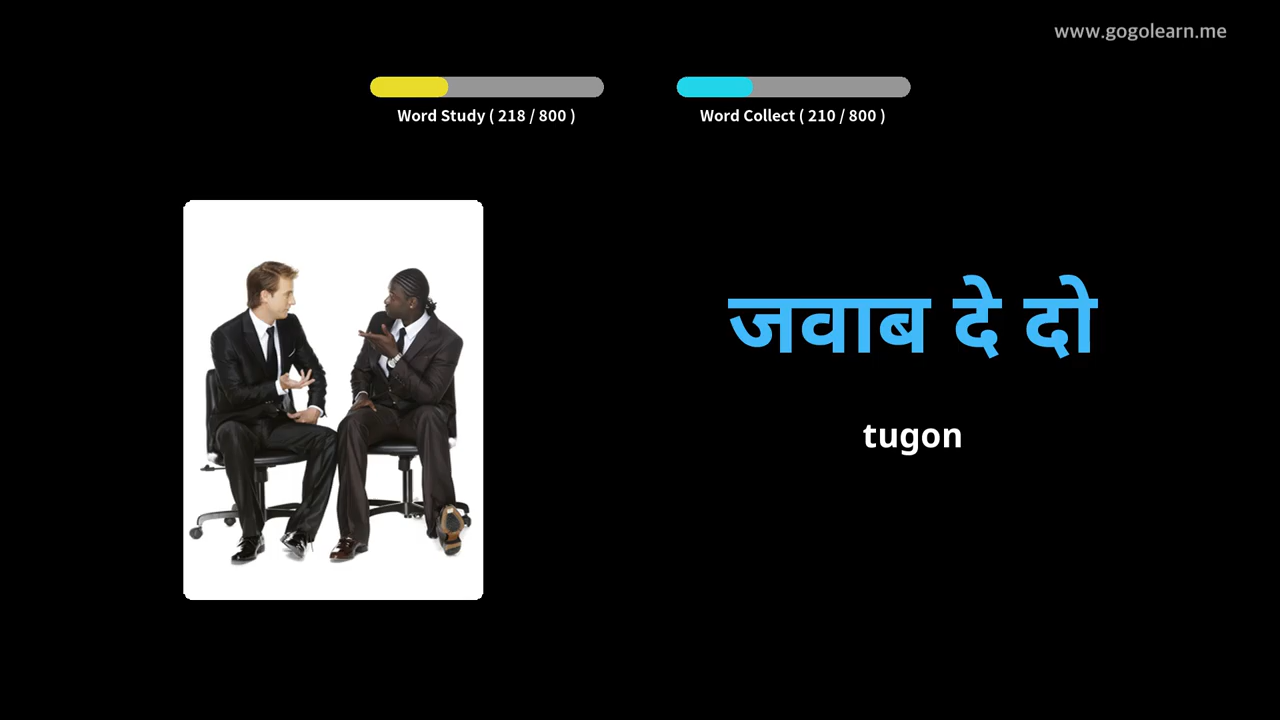 www.gogolearn.me
Word Study ( 218 / 800 )
Word Collect ( 210 / 800 )
जवाब दे दो
tugon